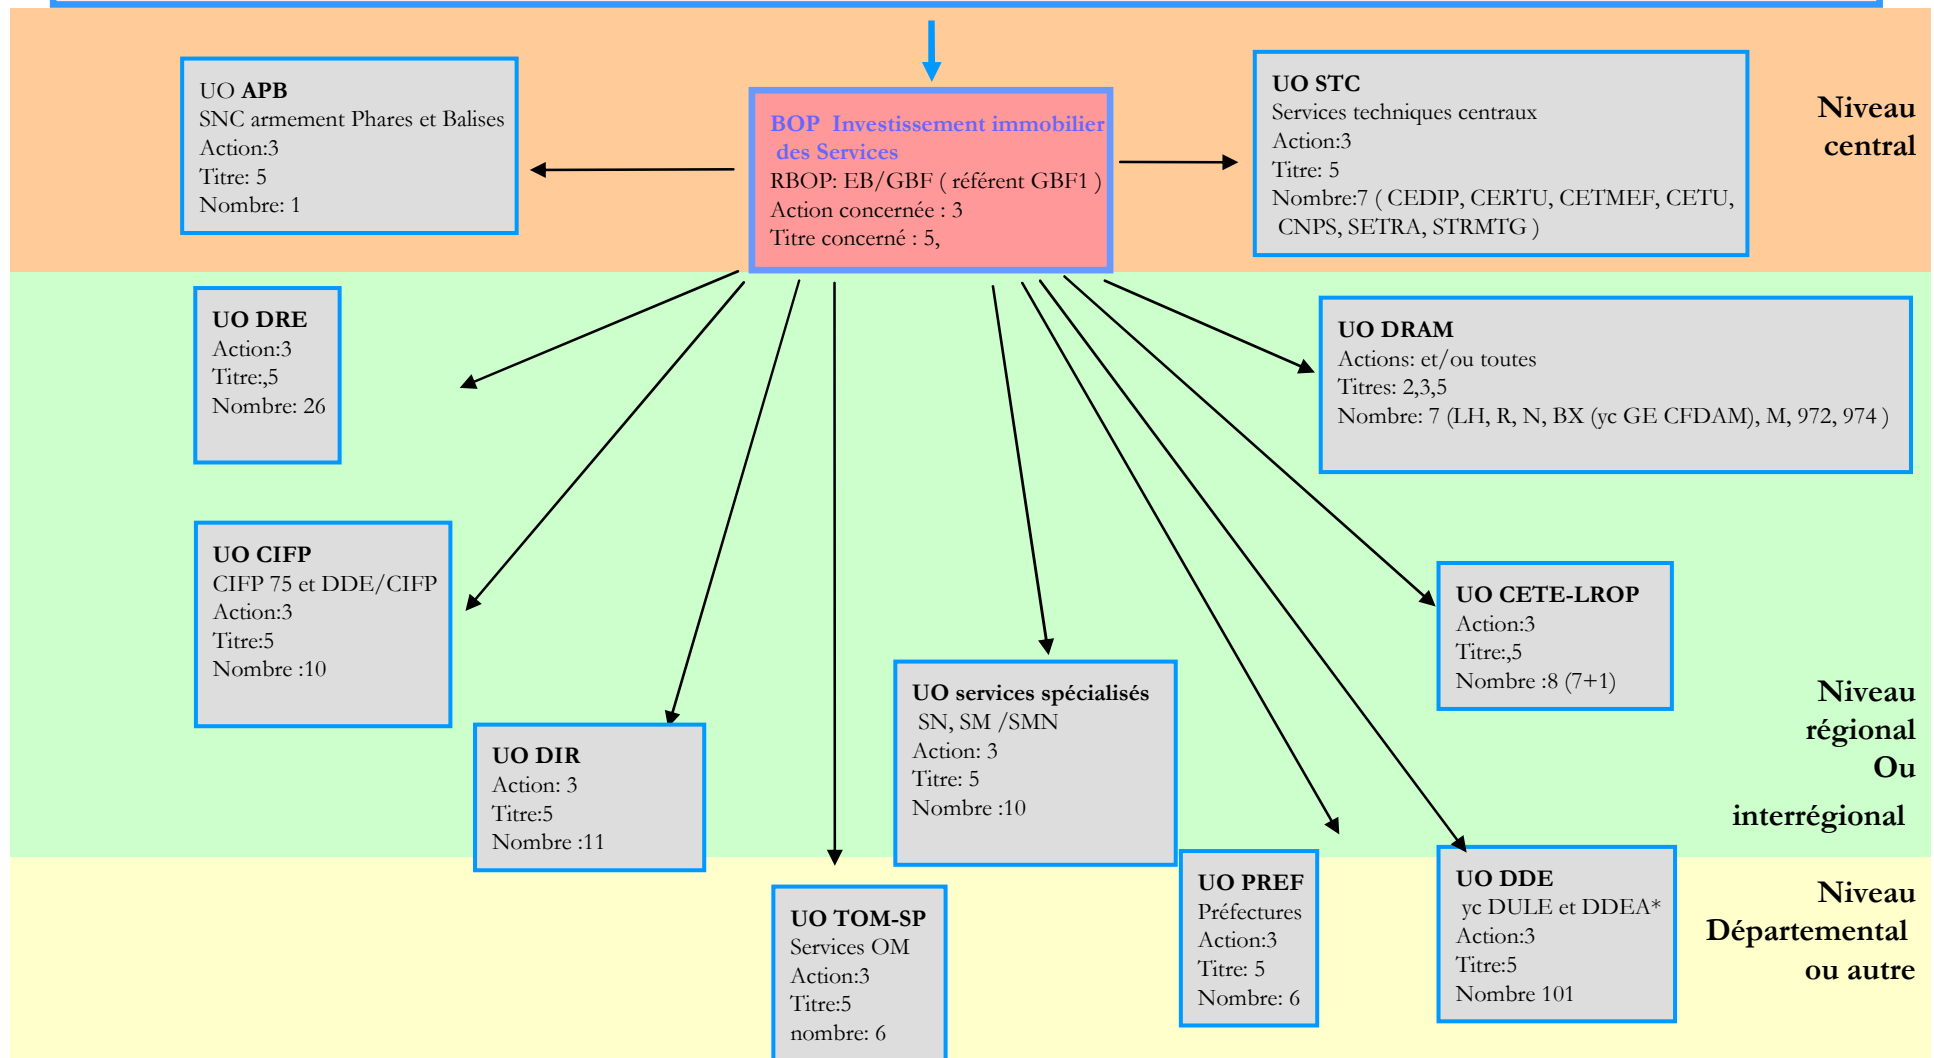 UO APB
SNC armement Phares et Balises
Action:3
Titre: 5
Nombre: 1
BOP  Investissement immobilier
des Services
RBOP: EB/GBF ( référent GBF1 )
Action concernée : 3
Titre concerné : 5,
UO STC
Services techniques centraux
Action:3
Titre: 5
Nombre:7 ( CEDIP, CERTU, CETMEF, CETU,
CNPS, SETRA, STRMTG )
Niveau
central
UO DRE
Action:3
Titre:,5
Nombre: 26
UO DRAM
Actions: et/ou toutes
Titres: 2,3,5
Nombre: 7 (LH, R, N, BX (yc GE CFDAM), M, 972, 974 )
UO CIFP
CIFP 75 et DDE/CIFP
Action:3
Titre:5
Nombre :10
UO CETE-LROP
Action:3
Titre:,5
Nombre :8 (7+1)
UO DIR
Action: 3
Titre:5
Nombre :11
UO services spécialisés
SN, SM /SMN
Action: 3
Titre: 5
Nombre :10
Niveau
régional
Ou
interrégional
UO TOM-SP
Services OM
Action:3
Titre:5
nombre: 6
UO PREF
Préfectures
Action:3
Titre: 5
Nombre: 6
UO DDE
yc DULE et DDEA*
Action:3
Titre:5
Nombre 101
Niveau
Départemental
ou autre